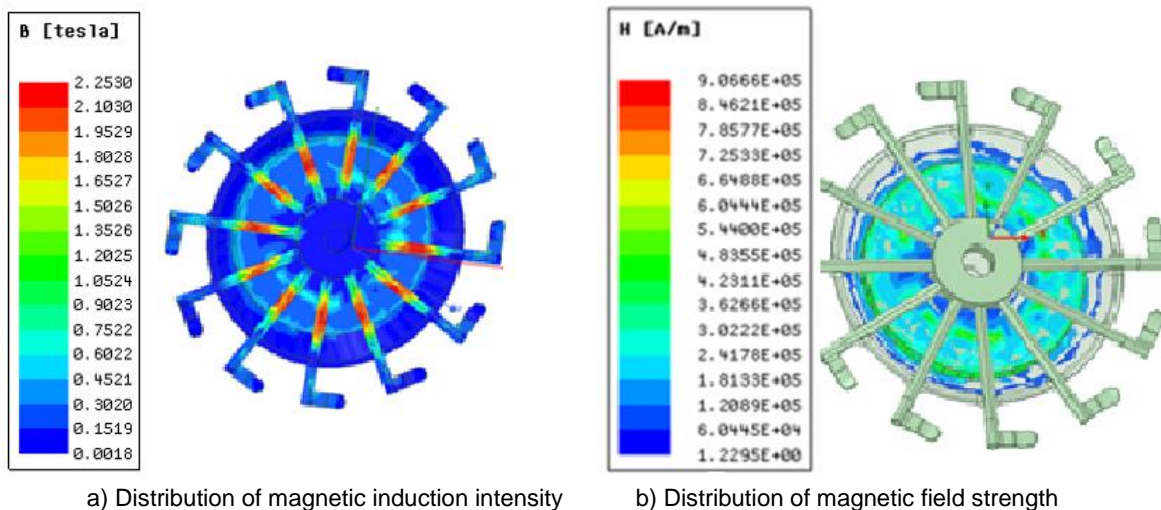 B [tesla]
2.2530
2.1030
1.9529
1.8028
1.6527
1.5026
1.3526
1.2025
1.0524
0.9023
0.7522
0.6022
0.4521
0.3020
0.1519
0.0018
H [A/m]
9.0666E+05
8.4621E+05
7.8577E+05
7.2533E+05
6.6488E+05
6.0444E+05
5.4400E+05
4.8355E+05
4.2311E+05
3.6266E+05
3.0222E+05
2.4178E+05
1.8133E+05
1.2089E+05
6.0445E+04
1.2295E+00
a) Distribution of magnetic induction intensity
b) Distribution of magnetic field strength